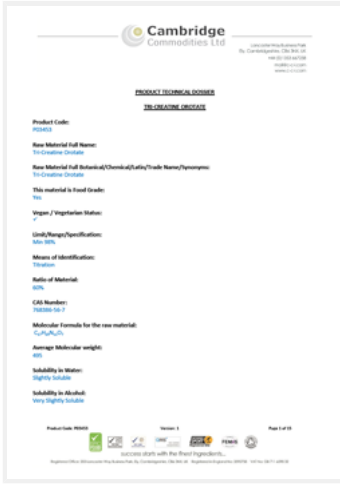 Cambridge
Commodities Ltd
PRODUCT TECHNICAL DOSSIER
TRI-CREATINE OROTATE
Product Code:
P03453
Raw Material Full Name:
Tri-Creatine Orotate
Raw Material Full Botanical/Chemical/Latin/Trade Name/Synonyms:
Tri-Creatine Orotate
This material is Food Grade:
Yes
Vegan / Vegetarian Status:
✓
Limit/Range/Specification:
Min 98%
Means of Identification:
Titration
Ratio of Material:
60%
CAS Number:
Molecular Formula for the raw material:
Average Molecular weight:
Solubility in Water:
Slightly Soluble
Solubility in Alcohol:
Very Slightly Soluble
Product Code: P03453 Version: 1 Page 1 of 13
success starts with the finest ingredients...